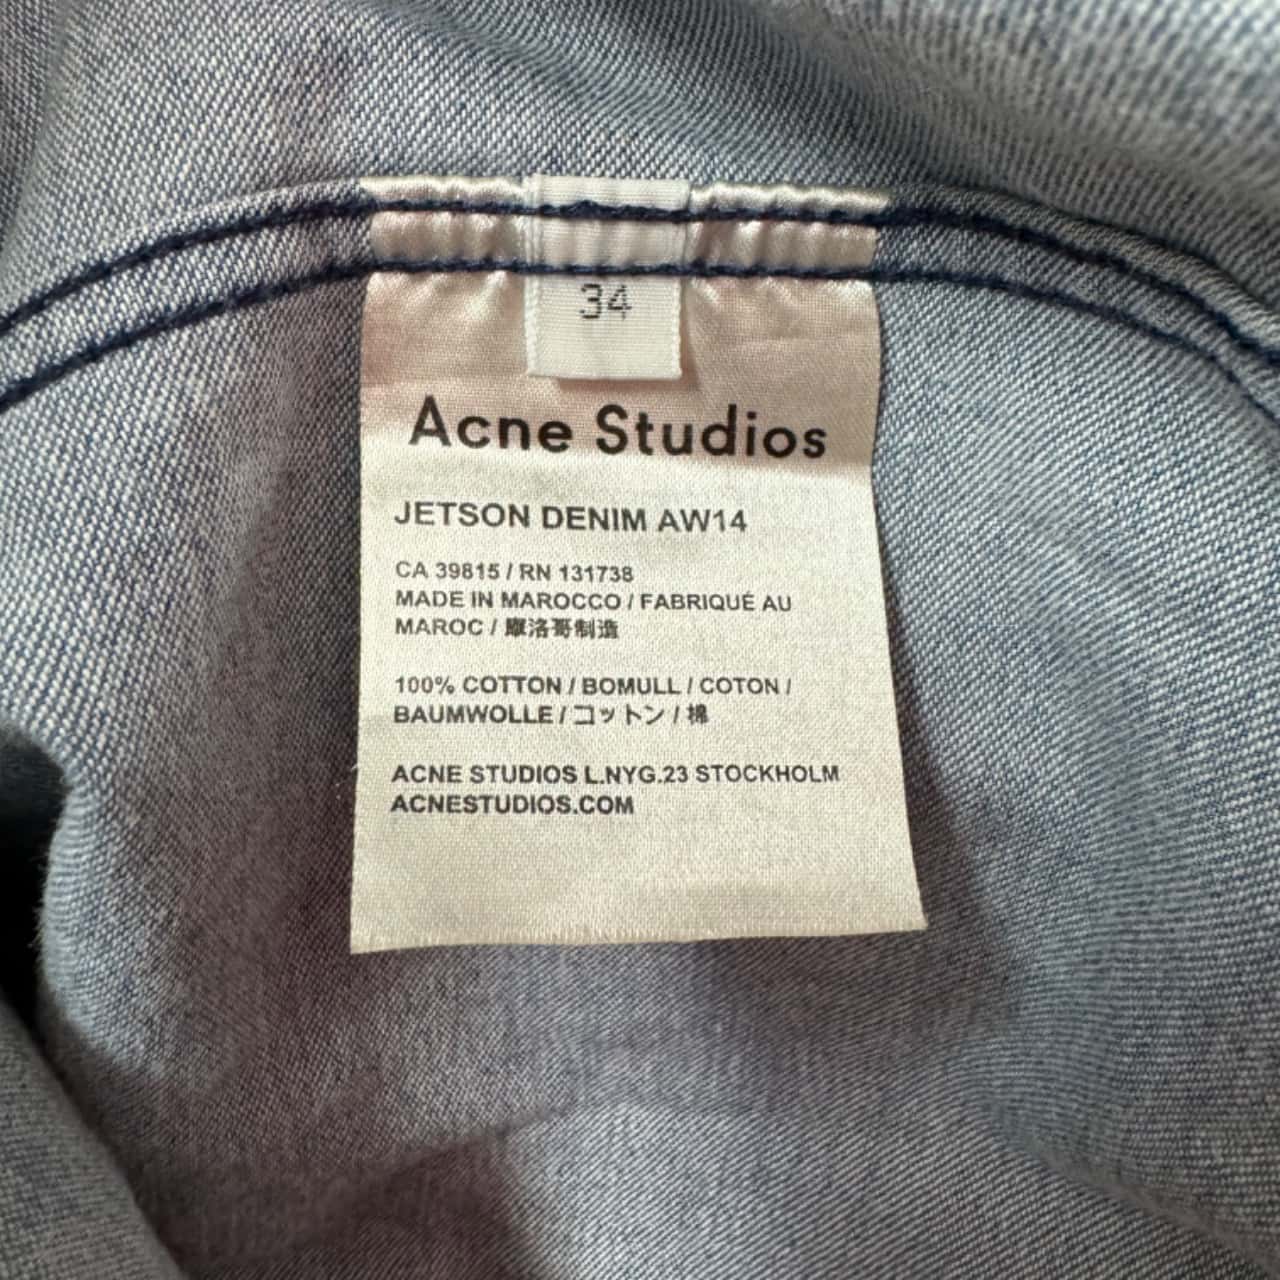 34
Acne Studios
JETSON DENIM AW14
CA 39815 / RN 131738
MADE IN MAROCCO / FABRIQUÉ AU
MAROC / 摩洛哥制造
100% COTTON / BOMULL / COTON /
BAUMWOLLE / コットン / 棉
ACNE STUDIOS L.NYG.23 STOCKHOLM
ACNESTUDIOS.COM